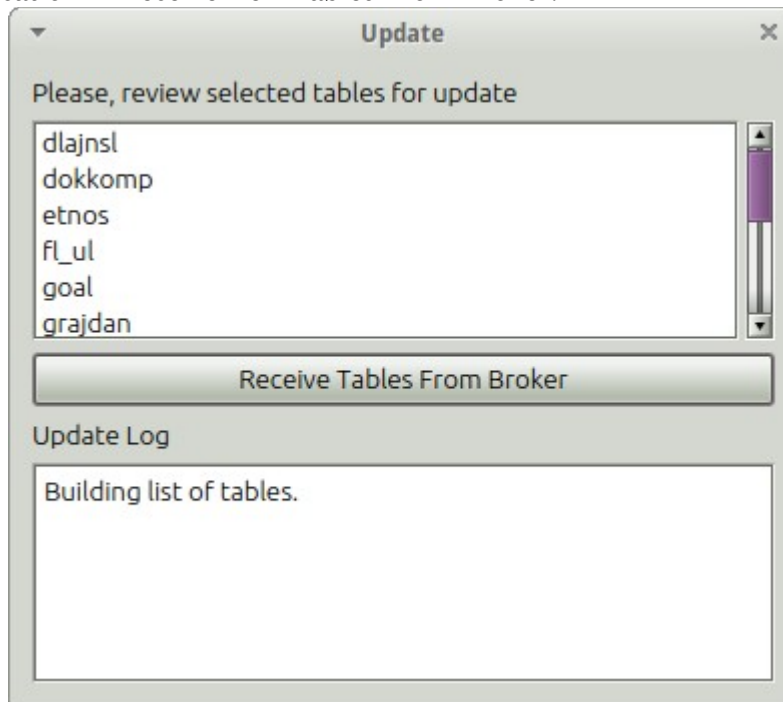 Update
Please, review selected tables for update
dlajnsl
dokkomp
etnos
fl_ul
goal
grajdan
Receive Tables From Broker
Update Log
Building list of tables.